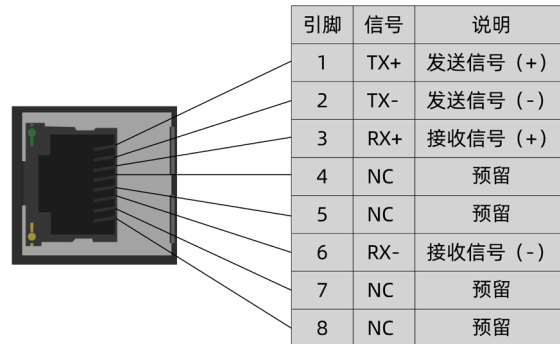 引脚 信号 说明
1 TX+ 发送信号（+）
2 TX- 发送信号（-）
3 RX+ 接收信号（+）
4 NC 预留
5 NC 预留
6 RX- 接收信号（-）
7 NC 预留
8 NC 预留